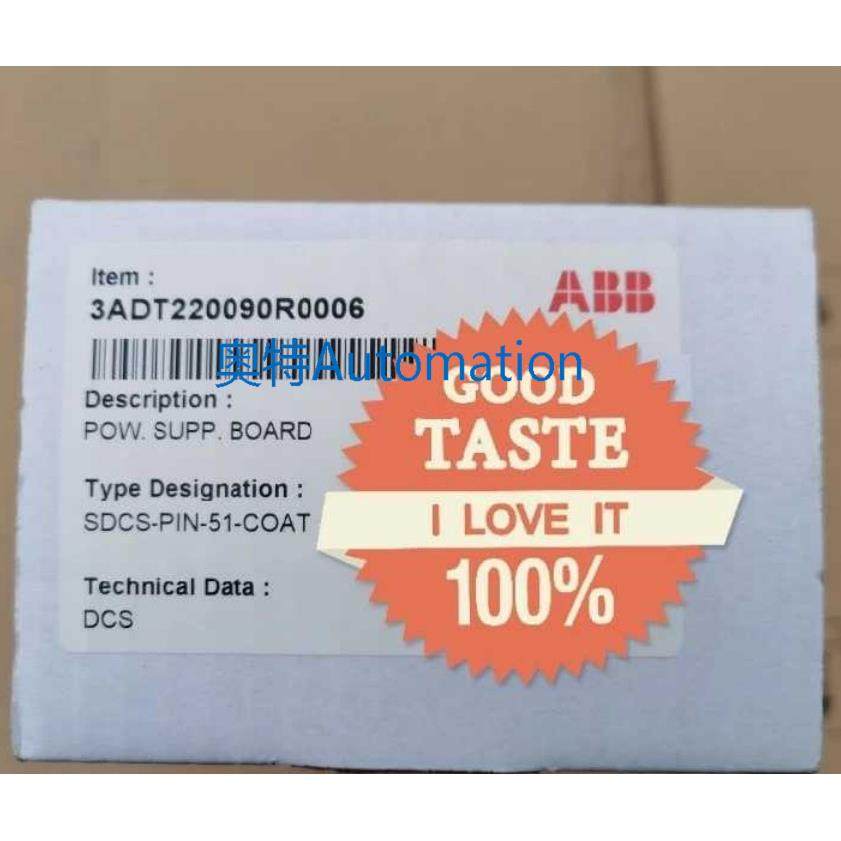 Item :
ABB
3ADT220090R0006
奥特Automation
Description :
POW. SUPP. BOARD
Type Designation :
SDCS-PIN-51-COAT
Technical Data :
DCS
GOOD
TASTE
I LOVE IT
100%